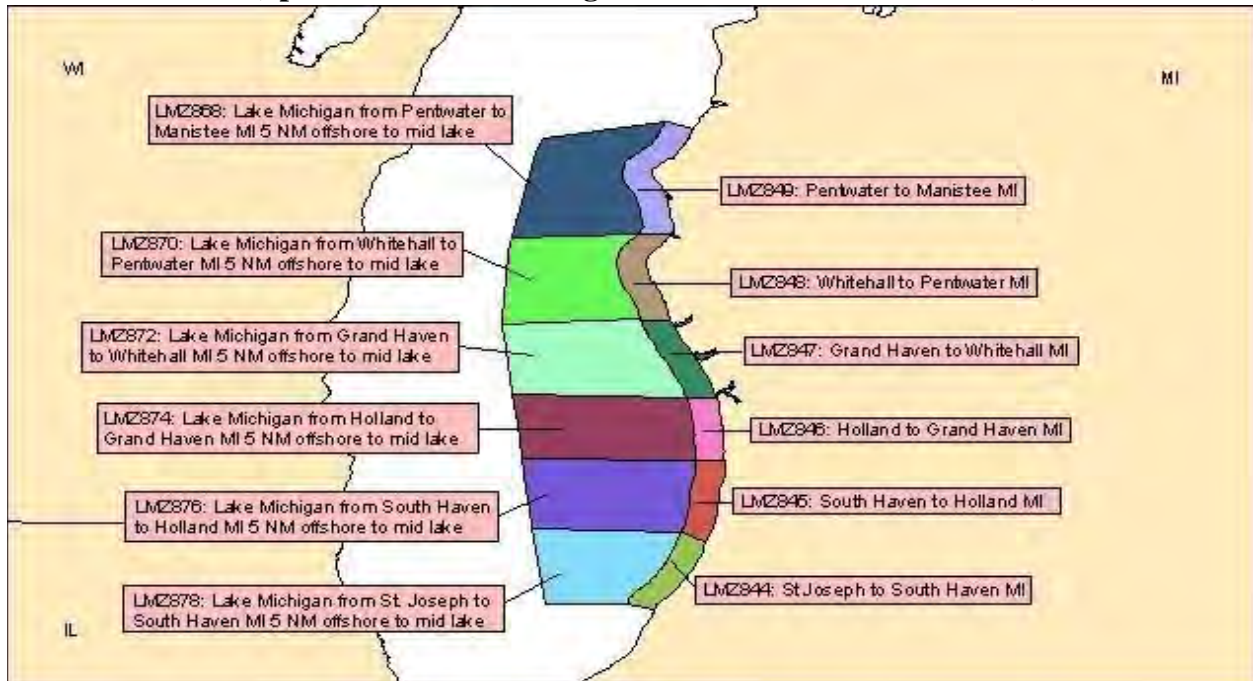 WI
MI
LMZ868: Lake Michigan from Pentwater to
Manistee MI 5 NM offshore to mid lake
LMZ849: Pentwater to Manistee MI
LMZ870: Lake Michigan from Whitehall to
Pentwater MI 5 NM offshore to mid lake
LMZ848: Whitehall to Pentwater MI
LMZ872: Lake Michigan from Grand Haven
to Whitehall MI 5 NM offshore to mid lake
LMZ847: Grand Haven to Whitehall MI
LMZ874: Lake Michigan from Holland to
Grand Haven MI 5 NM offshore to mid lake
LMZ846: Holland to Grand Haven MI
LMZ876: Lake Michigan from South Haven
to Holland MI 5 NM offshore to mid lake
LMZ845: South Haven to Holland MI
LMZ878: Lake Michigan from St. Joseph to
South Haven MI 5 NM offshore to mid lake
LMZ844: St Joseph to South Haven MI
IL